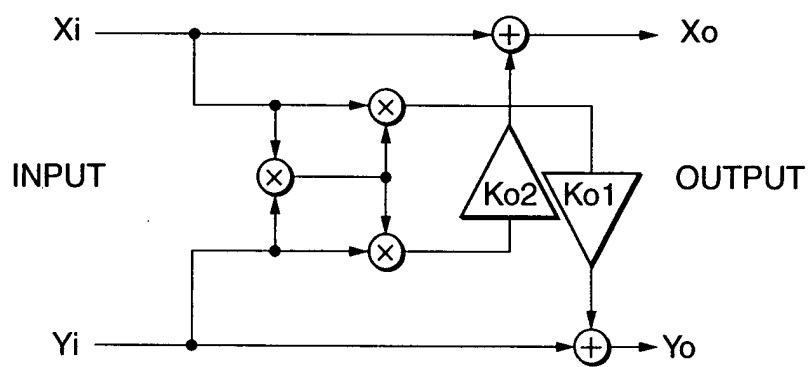 Xi
+
Xo
×
×
INPUT
Ko2
Ko1
OUTPUT
×
Yi
+
Yo